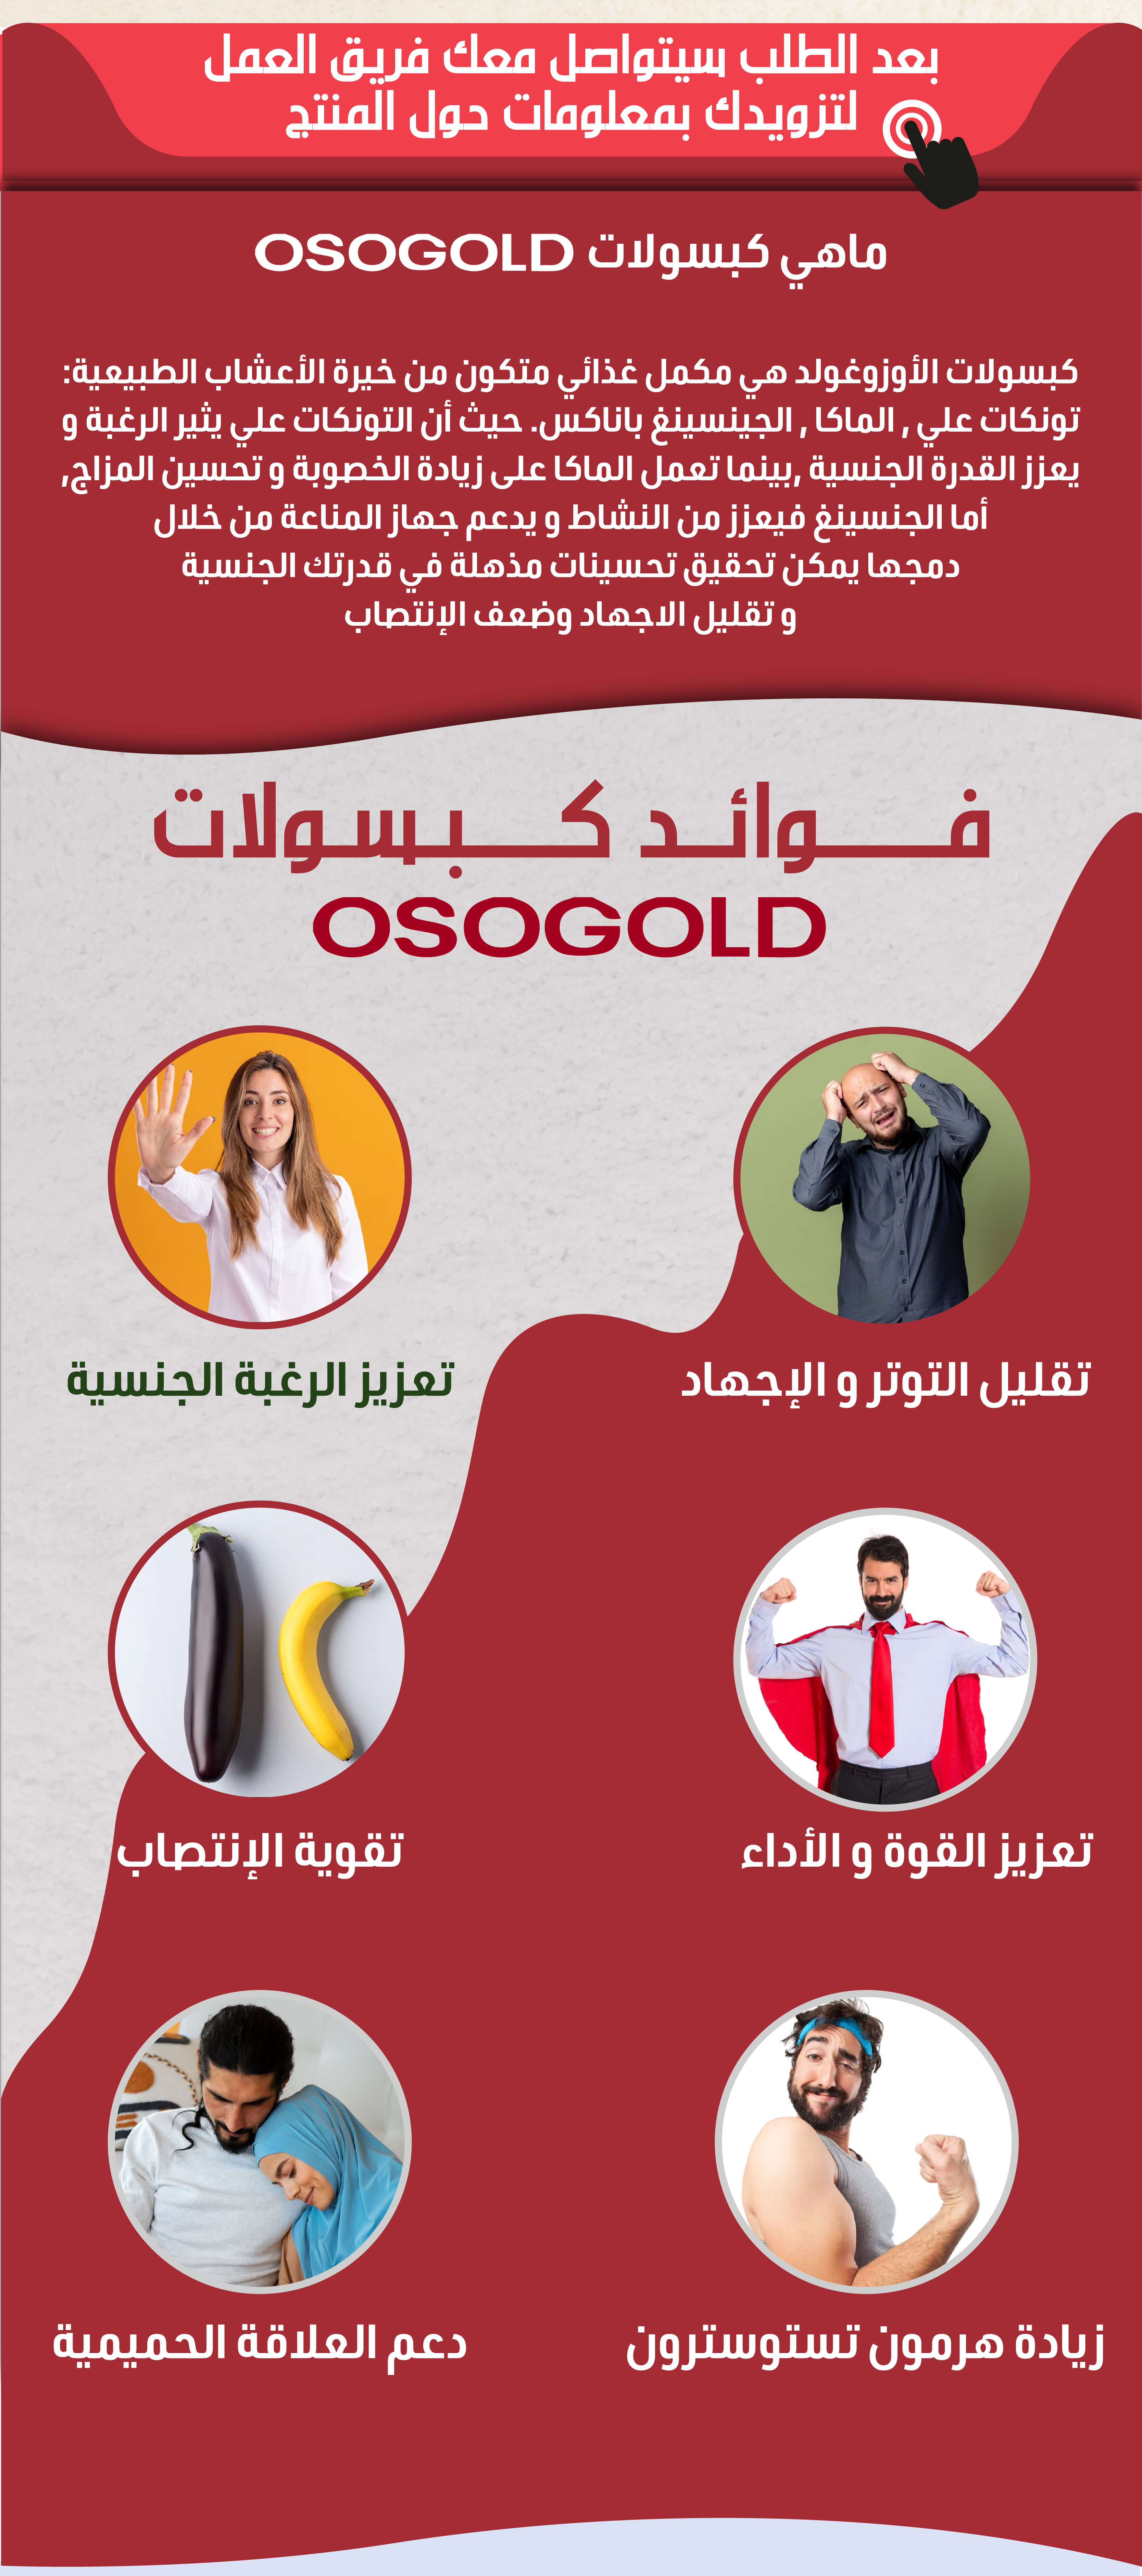 بعد الطلب سيتواصل معك فريق العمل
لتزويدك بمعلومات حول المنتج
ماهي كبسولات OSOGOLD
كبسولات الأوزوغولد هي مكمل غذائي متكون من خيرة الأعشاب الطبيعية:
تونكات علي , الماكا , الجينسينغ باناكس. حيث أن التونكات علي يثير الرغبة و
يعزز القدرة الجنسية ,بينما تعمل الماكا على زيادة الخصوبة و تحسين المزاج,
أما الجنسينغ فيعزز من النشاط و يدعم جهاز المناعة من خلال
دمجها يمكن تحقيق تحسينات مذهلة في قدرتك الجنسية
و تقليل الاجهاد وضعف الإنتصاب
فـــوائــد كـــبـسـولات
OSOGOLD
تقليل التوتر و الإجهاد
تعزيز الرغبة الجنسية
تعزيز القوة و الأداء
تقوية الإنتصاب
زيادة هرمون تستوسترون
دعم العلاقة الحميمية